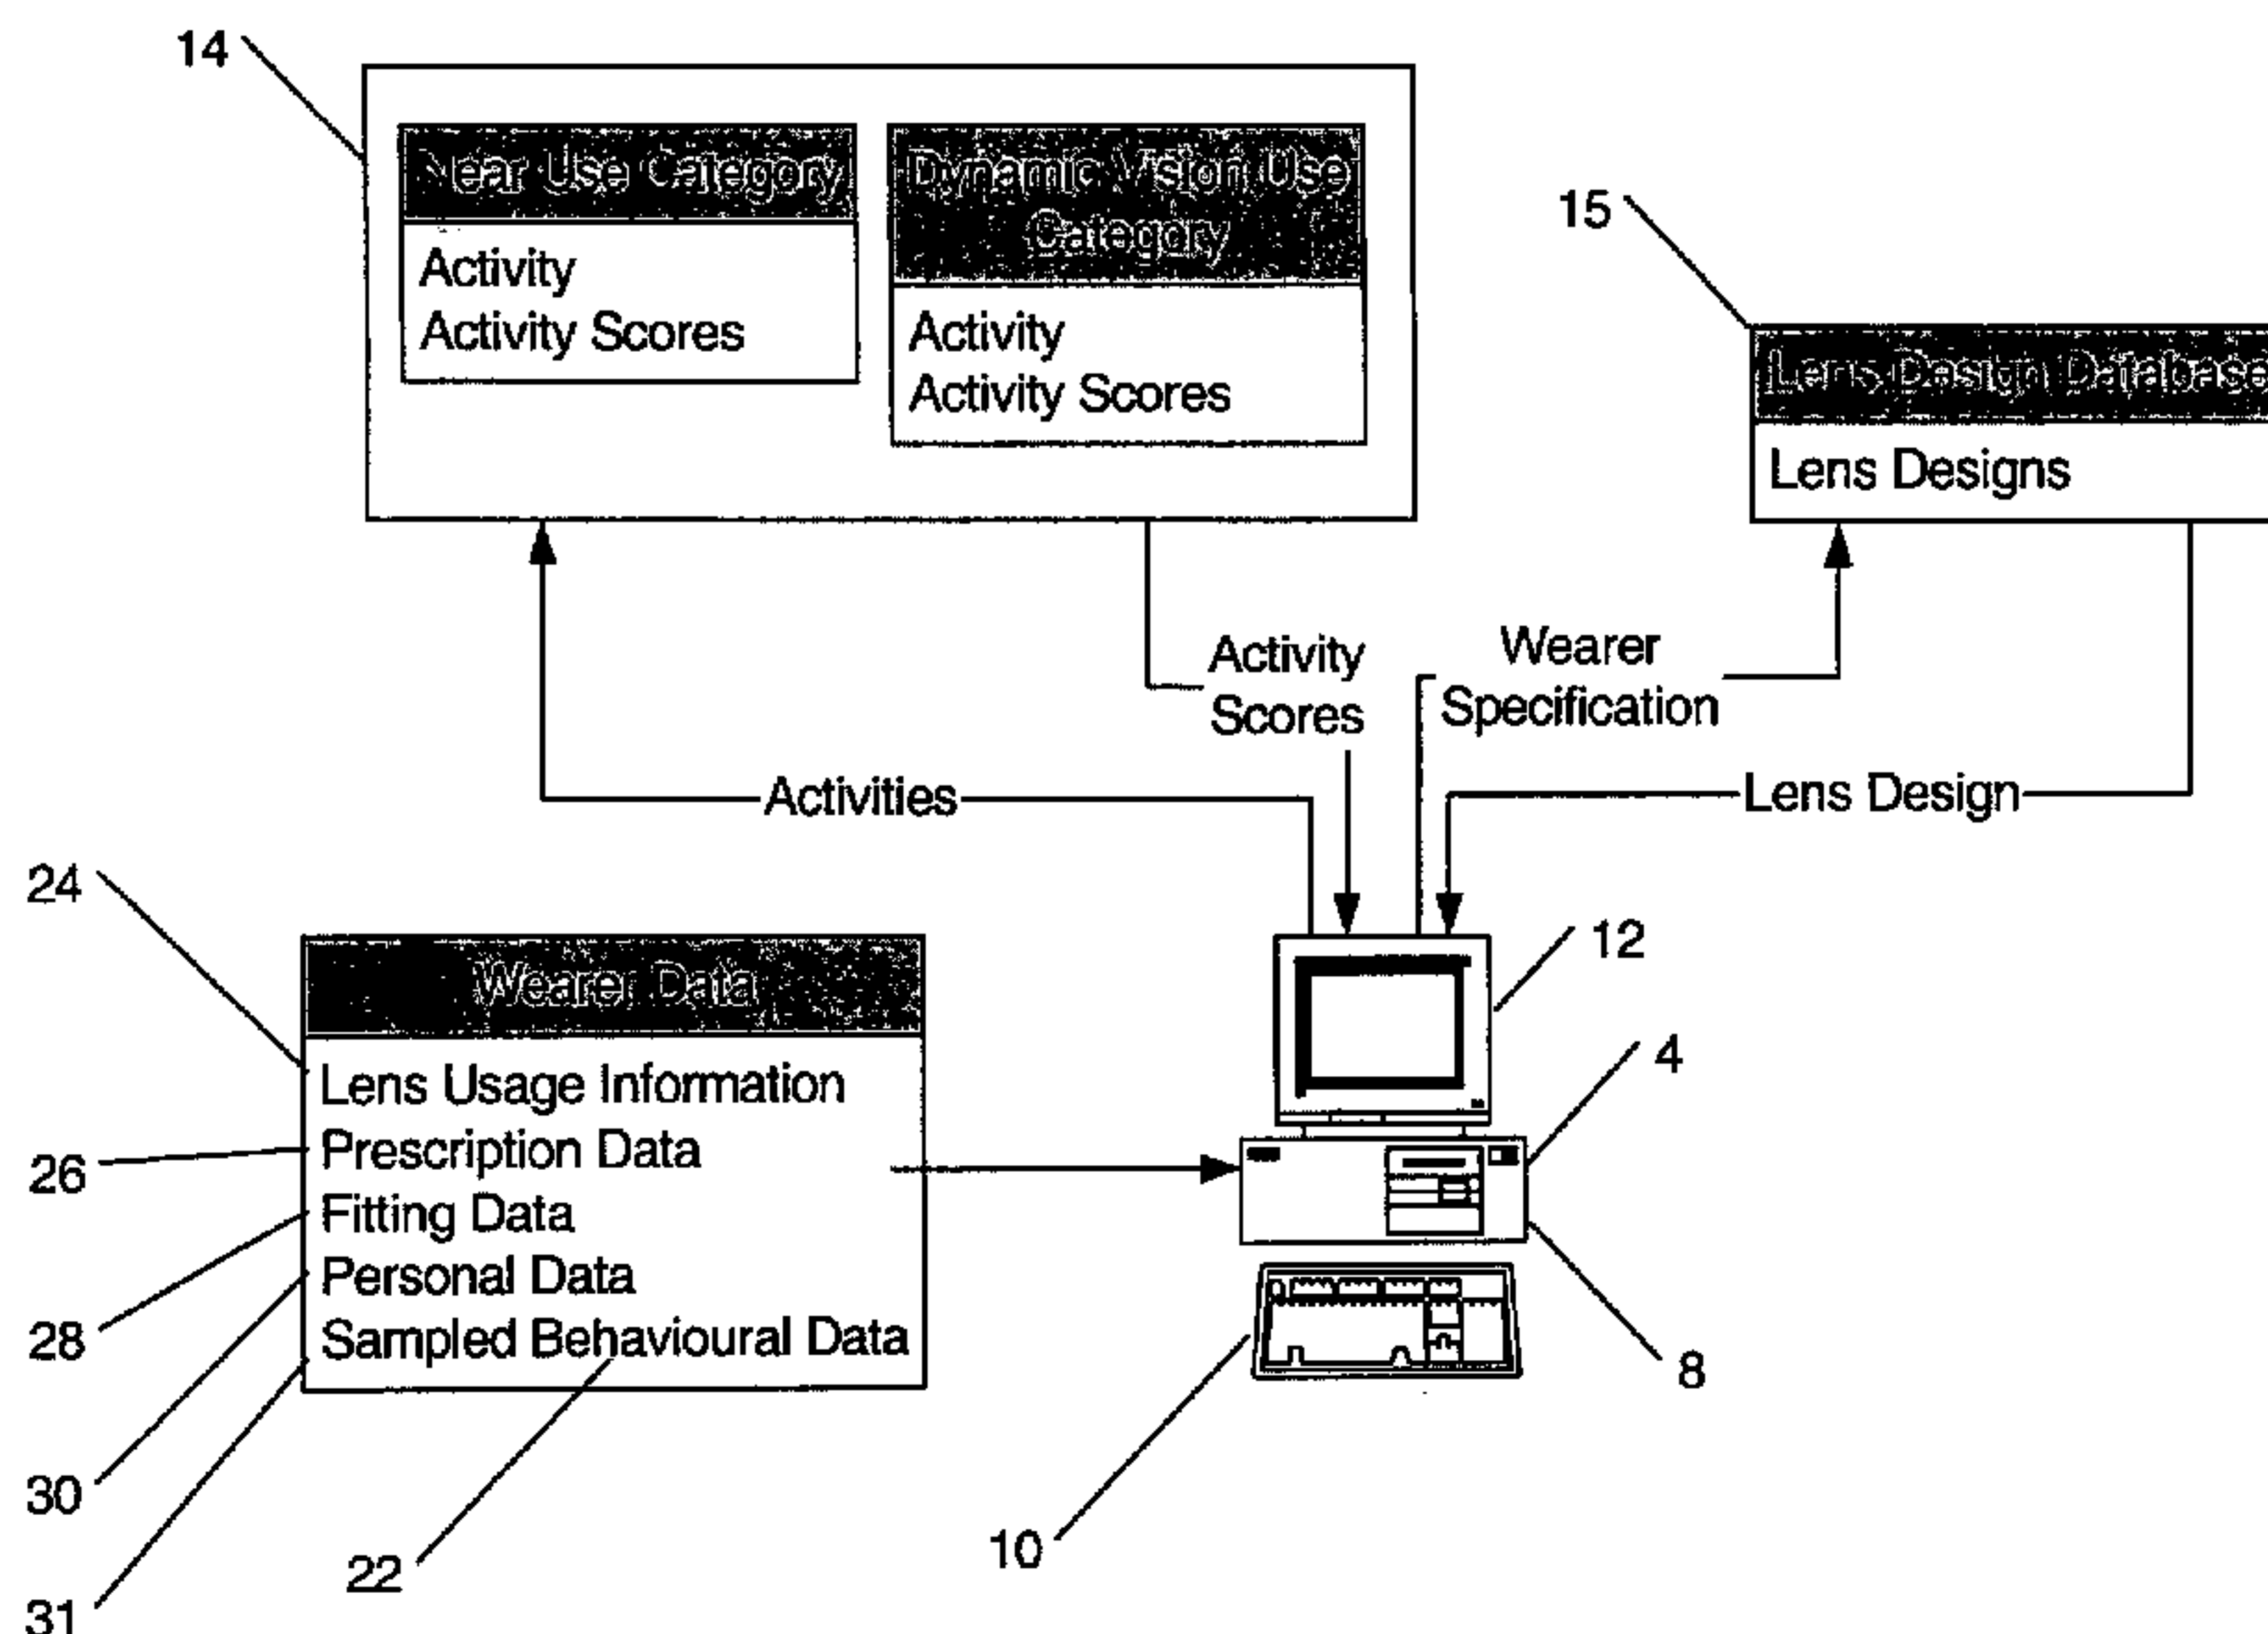 14
Near Use Category
Activity
Activity Scores
Dynamic Vision Use
Category
Activity
Activity Scores
15
Lens Design Database
Lens Designs
Activity
Scores
Wearer
Specification
Activities
Lens Design
24
Wearer Data
Lens Usage Information
Prescription Data
Fitting Data
Personal Data
Sampled Behavioural Data
26
28
30
31
22
12
4
8
10